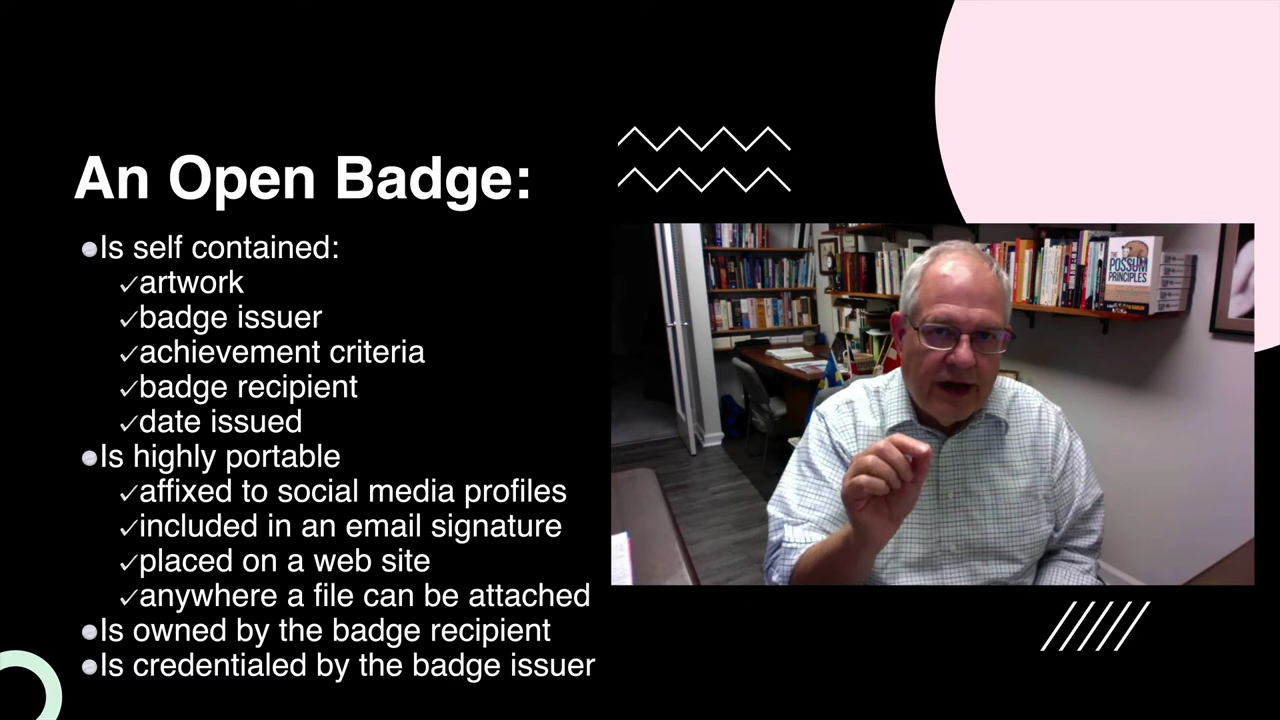 An Open Badge:
Is self contained:
artwork
badge issuer
achievement criteria
badge recipient
date issued
Is highly portable
affixed to social media profiles
included in an email signature
placed on a web site
anywhere a file can be attached
Is owned by the badge recipient
Is credentialed by the badge issuer
THE
POSSUM
PRINCIPLES